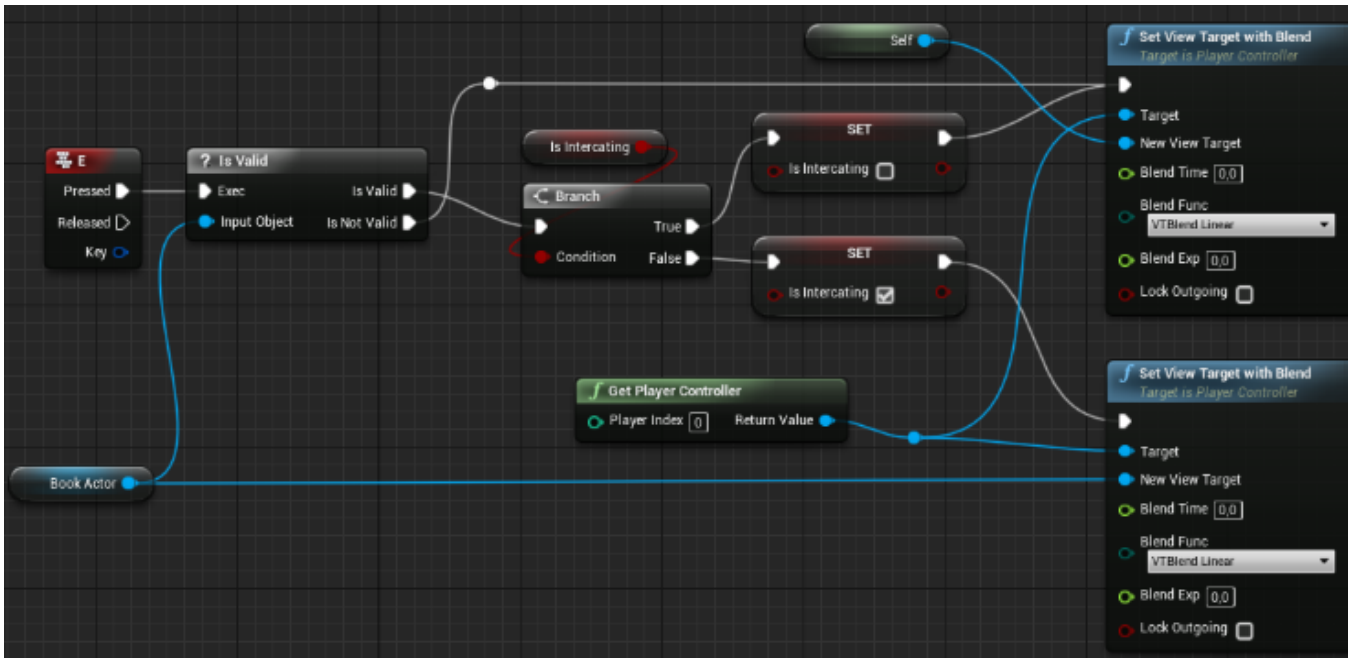 Self
Set View Target with Blend
Target is Player Controller
Target
New View Target
Blend Time 0,0
Blend Func
VTBlend Linear
Blend Exp 0,0
Lock Outgoing
E
Pressed
Released
Key
? Is Valid
Exec
Is Valid
Input Object
Is Not Valid
Is Intercating
Branch
True
Condition
False
SET
Is Intercating
SET
Is Intercating
f Get Player Controller
Player Index 0
Return Value
Book Actor
f Set View Target with Blend
Target is Player Controller
Target
New View Target
Blend Time 0,0
Blend Func
VTBlend Linear
Blend Exp 0,0
Lock Outgoing